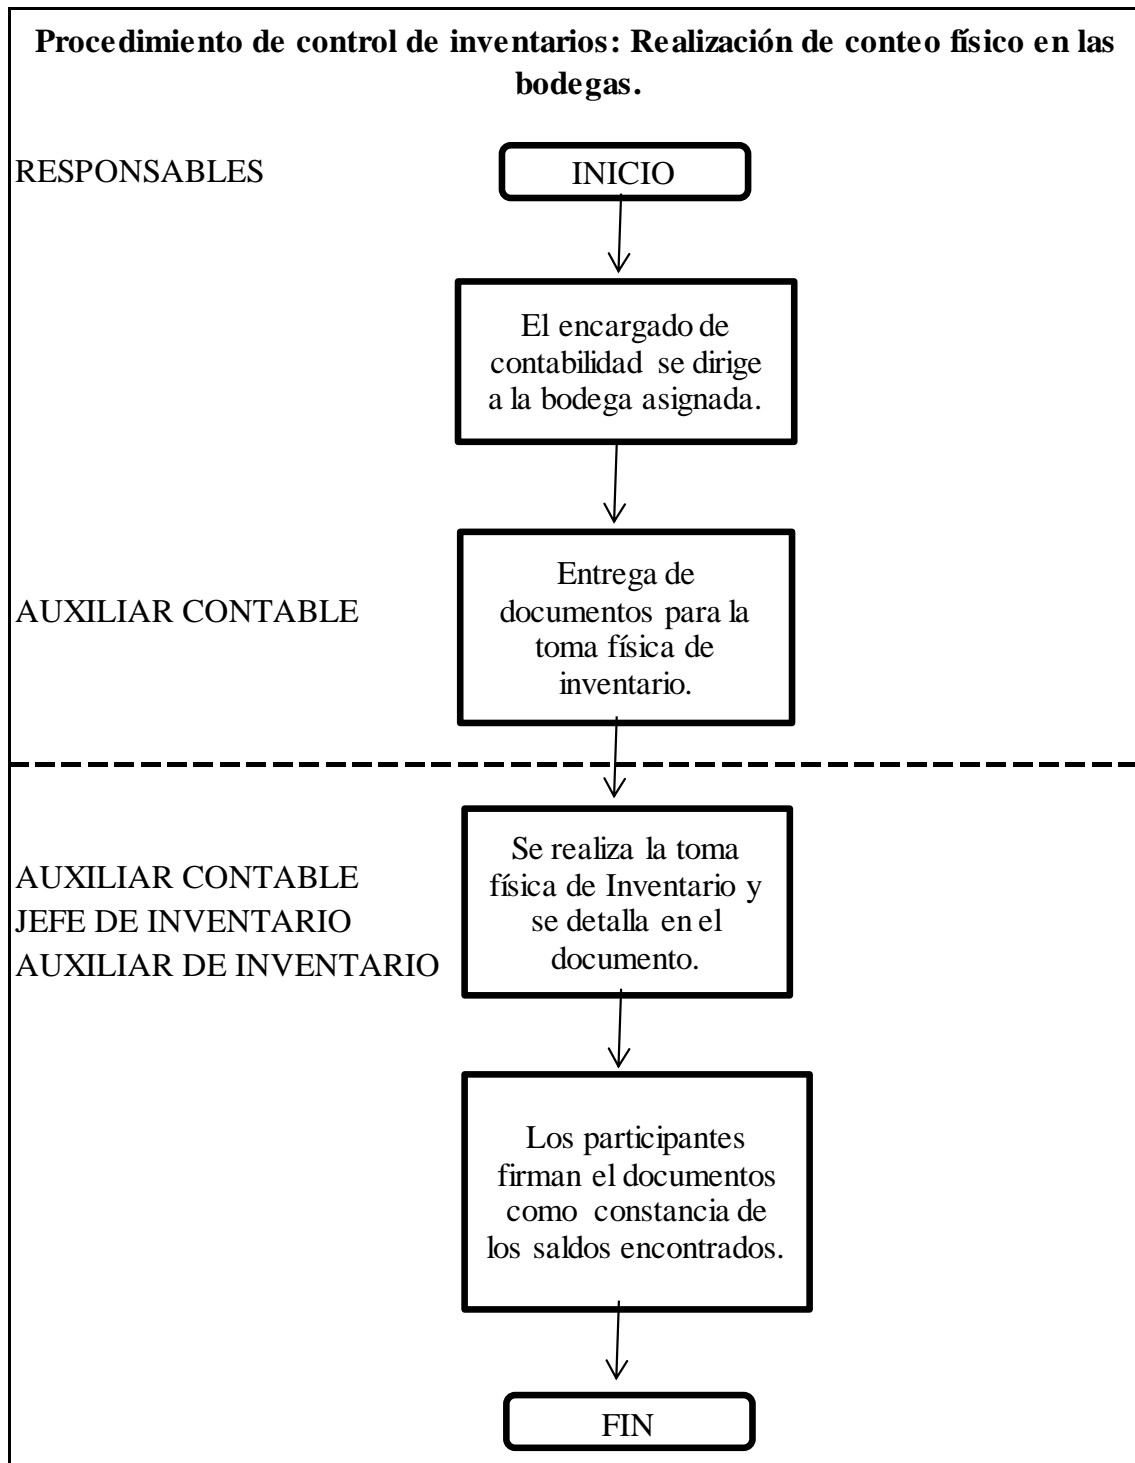 Procedimiento de control de inventarios: Realización de conteo físico en las
bodegas.
RESPONSABLES
INICIO
El encargado de
contabilidad se dirige
a la bodega asignada.
AUXILIAR CONTABLE
Entrega de
documentos para la
toma física de
inventario.
AUXILIAR CONTABLE
JEFE DE INVENTARIO
AUXILIAR DE INVENTARIO
Se realiza la toma
física de Inventario y
se detalla en el
documento.
Los participantes
firman el documentos
como constancia de
los saldos encontrados.
FIN